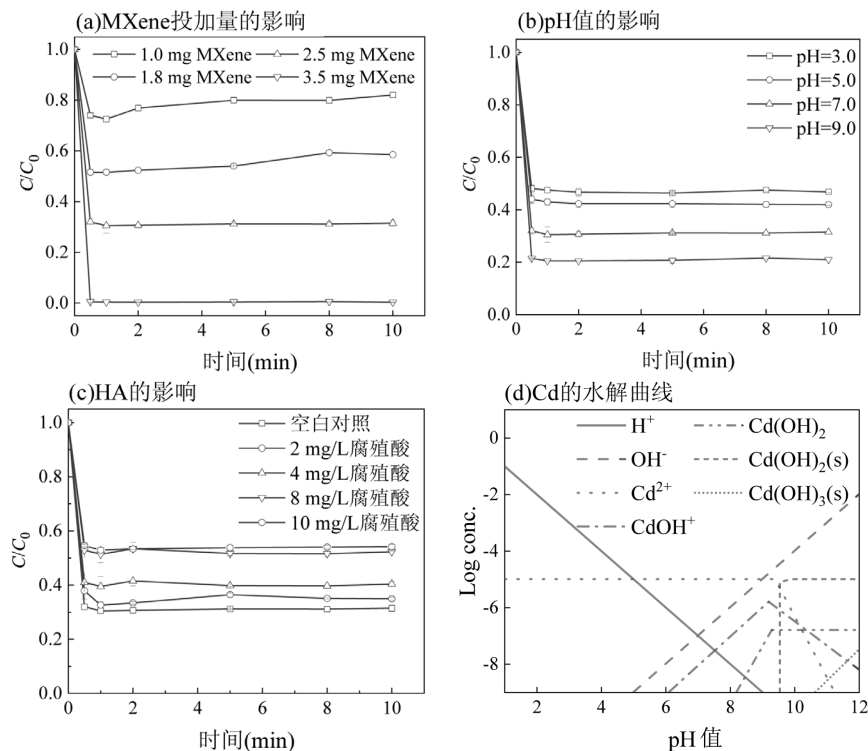 (a)MXene投加量的影响
1.0 mg MXene
2.5 mg MXene
1.8 mg MXene
3.5 mg MXene
1.0
0.8
0.6
0.4
0.2
0.0
C/C0
0
2
4
6
8
10
时间(min)
(b)pH值的影响
pH=3.0
pH=5.0
pH=7.0
pH=9.0
1.0
0.8
0.6
0.4
0.2
0.0
C/C0
0
2
4
6
8
10
时间(min)
(c)HA的影响
空白对照
2 mg/L腐殖酸
4 mg/L腐殖酸
8 mg/L腐殖酸
10 mg/L腐殖酸
1.0
0.8
0.6
0.4
0.2
0.0
C/C0
0
2
4
6
8
10
时间(min)
(d)Cd的水解曲线
H+
Cd(OH)2
OH-
Cd(OH)2(s)
Cd2+
Cd(OH)3(s)
CdOH+
0
-2
-4
-6
-8
Log conc.
2
4
6
8
10
12
pH值